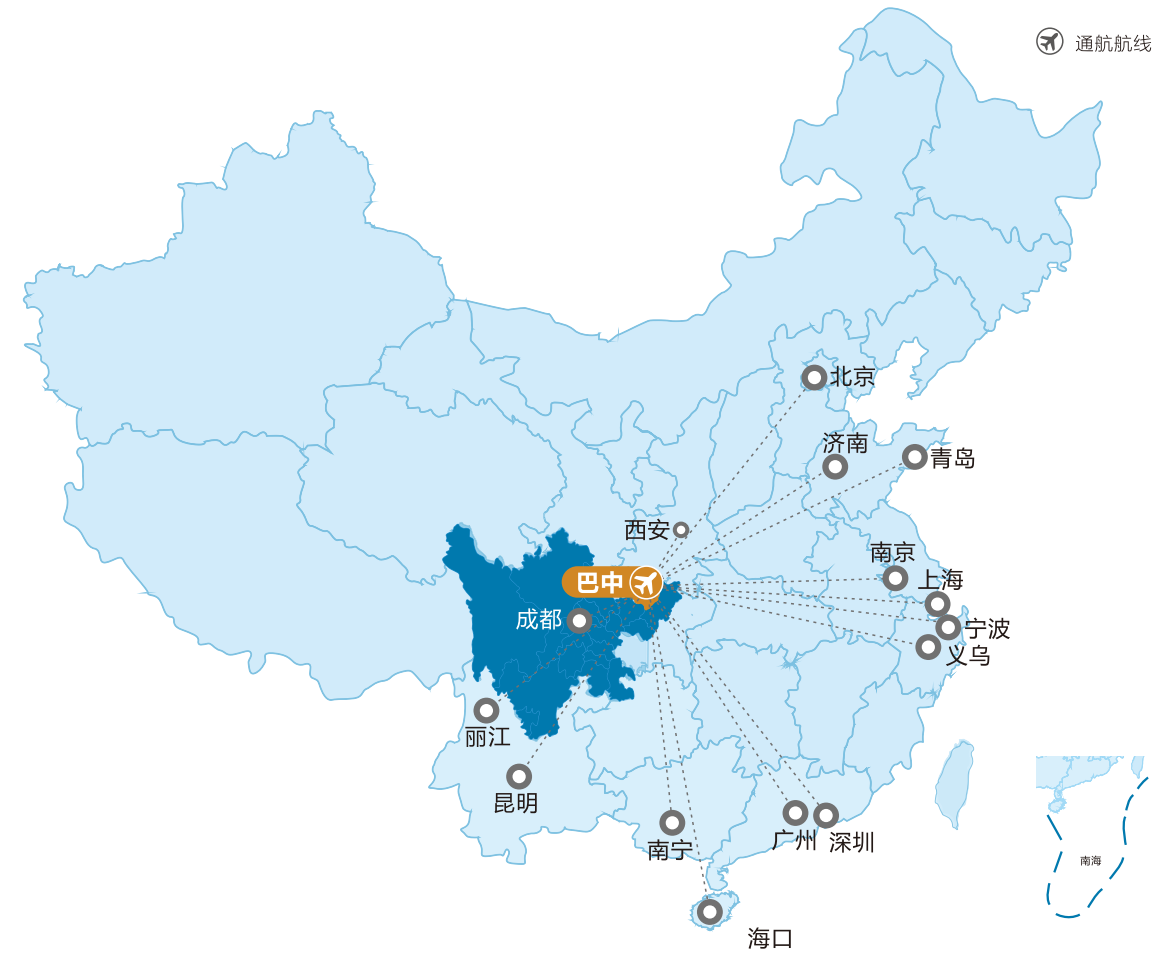 通航航线
北京
济南
青岛
西安
南京
巴中
上海
成都
宁波
义乌
丽江
昆明
广州
深圳
南宁
南海
海口